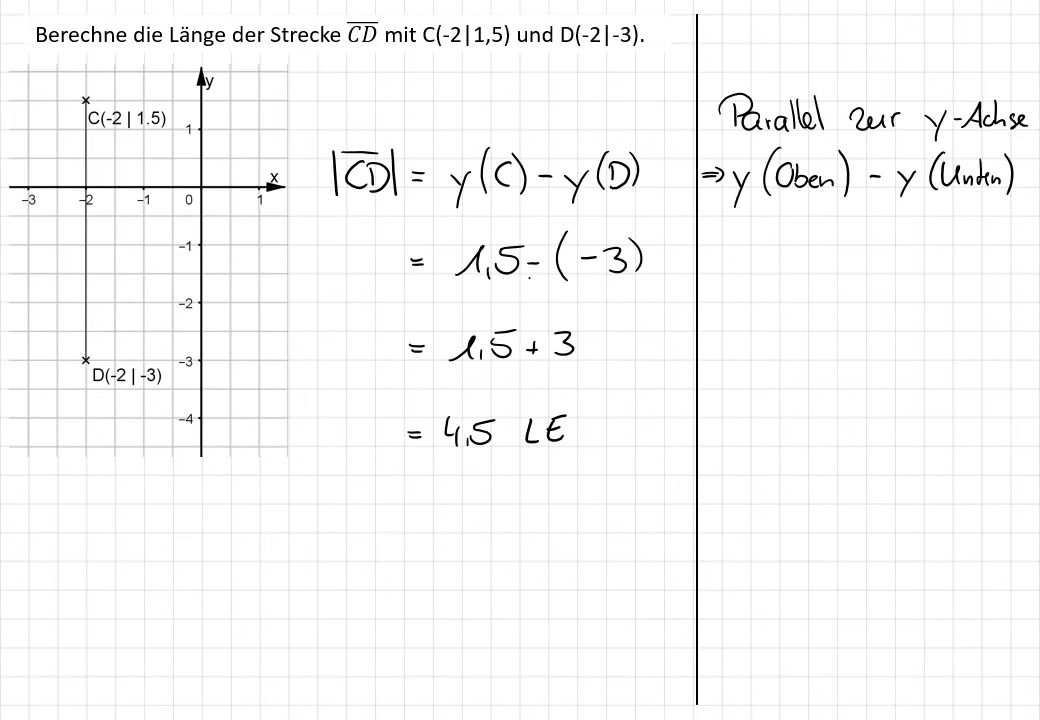 Berechne die Länge der Strecke C̅D̅ mit C(-2|1,5) und D(-2|-3).
y
C(-2 | 1.5)
1
x
−3 −2 −1 0 1
−1
−2
−3
D(-2 | -3)
−4
|C̅D̅| = y(C) - y(D)
= 1,5 - (-3)
= 1,5 + 3
= 4,5 LE
Parallel zur y-Achse
⇒ y (Oben) - y (Unten)